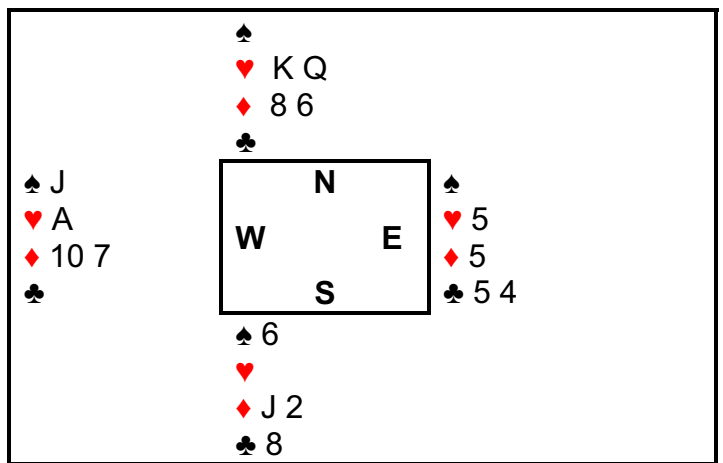 ♠
♥ K Q
♦ 8 6
♣
♠ J
♥ A
♦ 10 7
♣
N
W E
S
♠
♥ 5
♦ 5
♣ 5 4
♠ 6
♥
♦ J 2
♣ 8